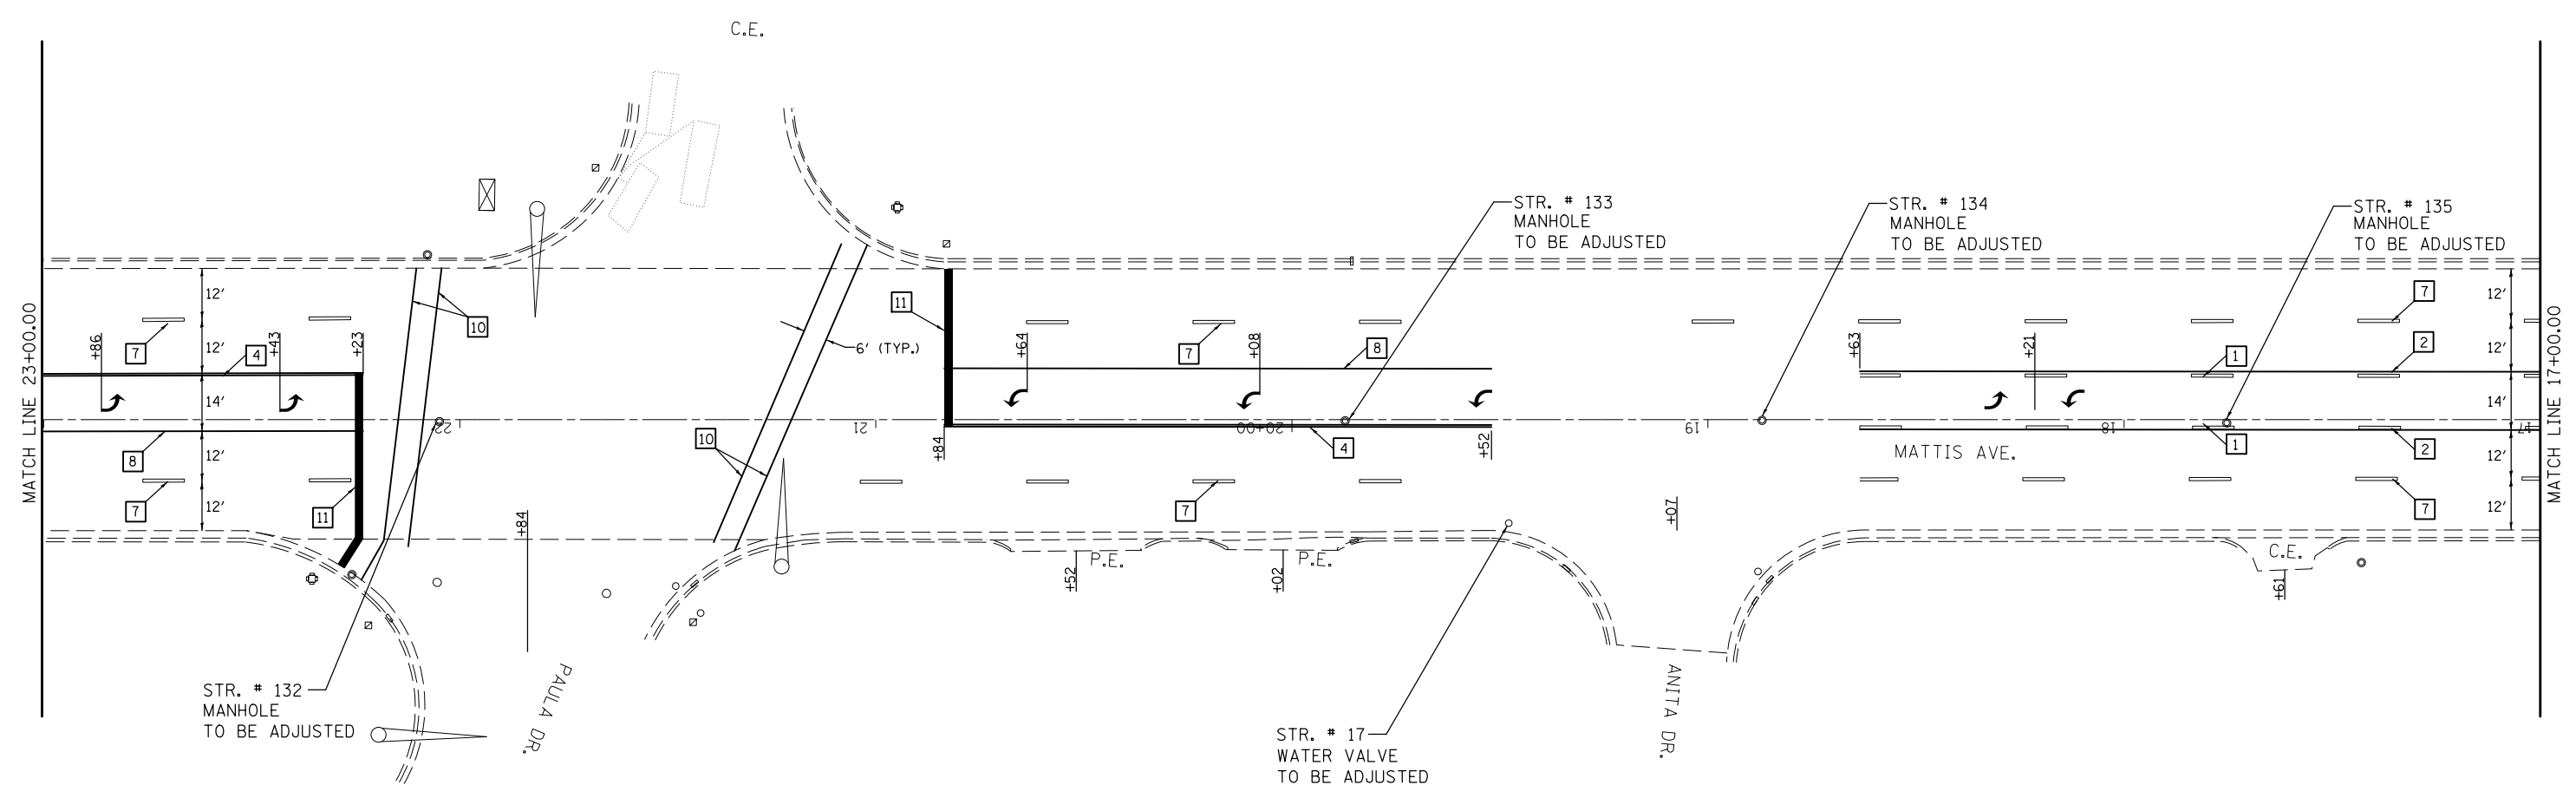 C.E.
MATCH LINE 23+00.00
MATCH LINE 17+00.00
STR. # 133
MANHOLE
TO BE ADJUSTED
STR. # 134
MANHOLE
TO BE ADJUSTED
STR. # 135
MANHOLE
TO BE ADJUSTED
12'
12'
14'
12'
12'
+86
+43
+23
7
4
8
7
11
10
10
6' (TYP.)
11
+64
+08
7
8
4
7
+84
+52
+63
+21
1
2
7
1
2
7
12'
12'
14'
12'
12'
22
21
20+00
19
18
17
MATTIS AVE.
+84
+52
P.E.
+02
P.E.
+07
C.E.
+61
STR. # 132
MANHOLE
TO BE ADJUSTED
PAULA DR.
STR. # 17
WATER VALVE
TO BE ADJUSTED
ANITA DR.